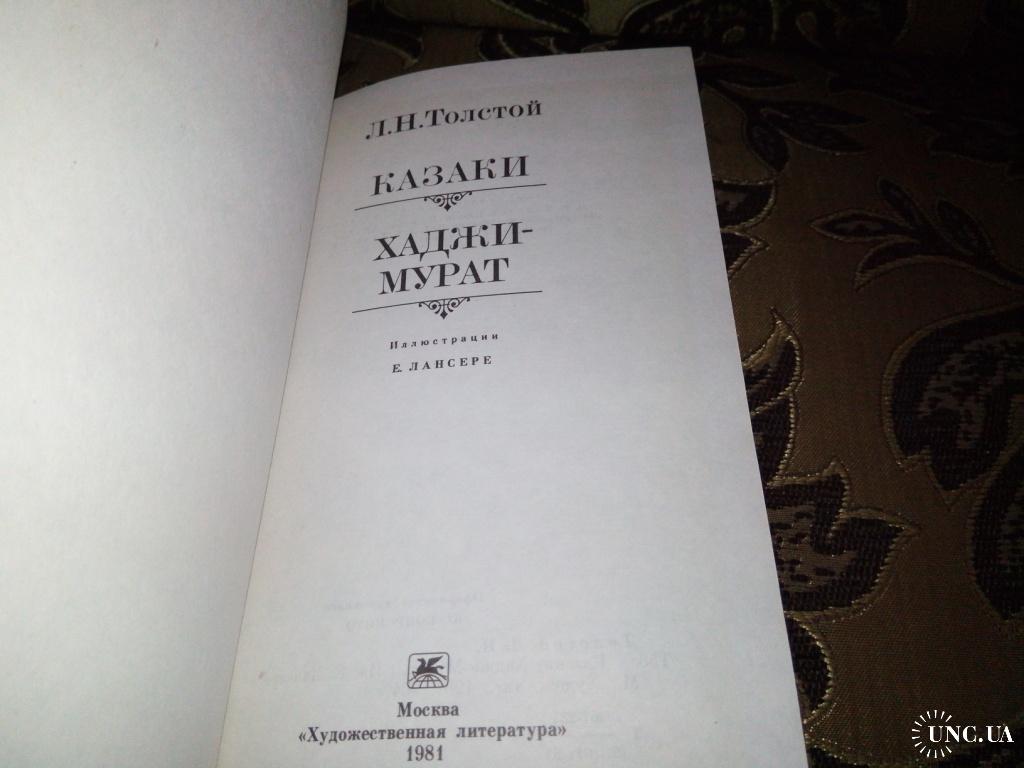 Л.Н.Толстой
КАЗАКИ
ХАДЖИ-
МУРАТ
Иллюстрации
Е. ЛАНСЕРЕ
Москва
«Художественная литература»
1981
UNC.UA